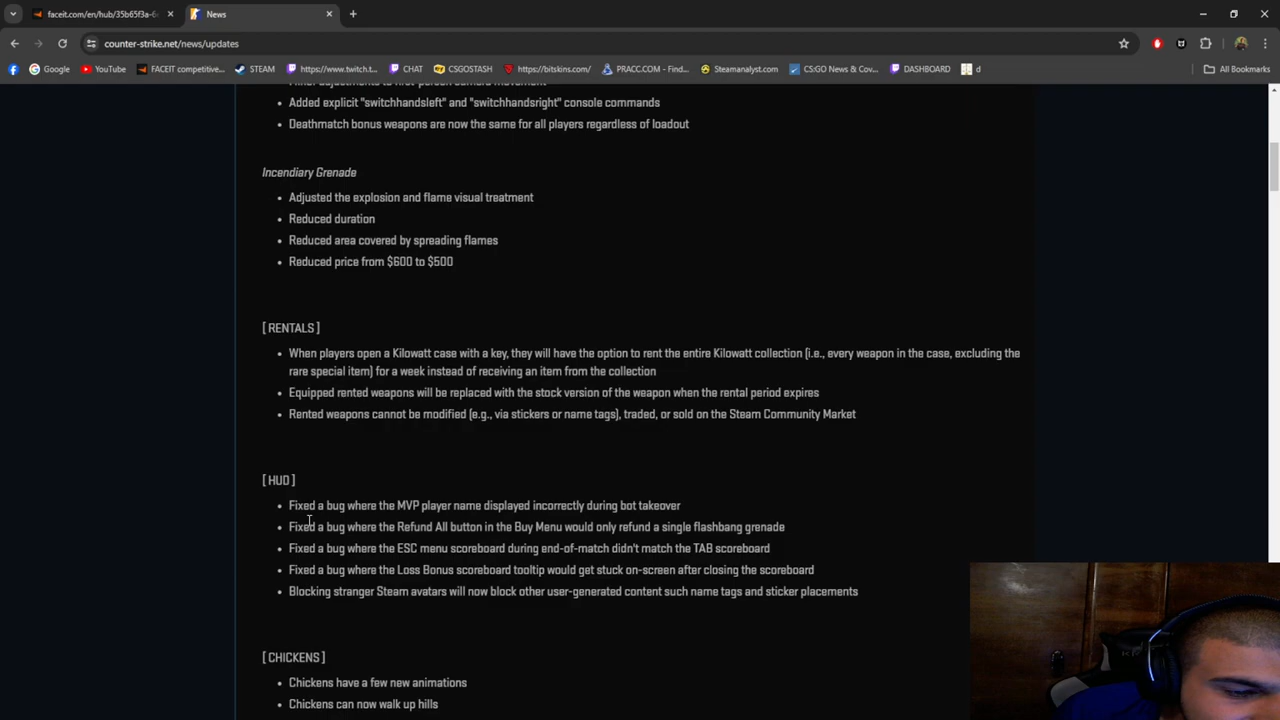 faceit.com/en/hub/35b65f3a-6
News
counter-strike.net/news/updates
Google
YouTube
FACEIT competitive...
STEAM
https://www.twitch.t...
CHAT
CSGOSTASH
https://bitskins.com/
PRACC.COM - Find...
Steamanalyst.com
CS:GO News & Cov...
DASHBOARD
d
All Bookmarks
• Added explicit "switchhandsleft" and "switchhandsright" console commands
• Deathmatch bonus weapons are now the same for all players regardless of loadout
Incendiary Grenade
• Adjusted the explosion and flame visual treatment
• Reduced duration
• Reduced area covered by spreading flames
• Reduced price from $600 to $500
[ RENTALS ]
• When players open a Kilowatt case with a key, they will have the option to rent the entire Kilowatt collection (i.e., every weapon in the case, excluding the
rare special item) for a week instead of receiving an item from the collection
• Equipped rented weapons will be replaced with the stock version of the weapon when the rental period expires
• Rented weapons cannot be modified (e.g., via stickers or name tags), traded, or sold on the Steam Community Market
[ HUD ]
• Fixed a bug where the MVP player name displayed incorrectly during bot takeover
• Fixed a bug where the Refund All button in the Buy Menu would only refund a single flashbang grenade
• Fixed a bug where the ESC menu scoreboard during end-of-match didn't match the TAB scoreboard
• Fixed a bug where the Loss Bonus scoreboard tooltip would get stuck on-screen after closing the scoreboard
• Blocking stranger Steam avatars will now block other user-generated content such name tags and sticker placements
[ CHICKENS ]
• Chickens have a few new animations
• Chickens can now walk up hills